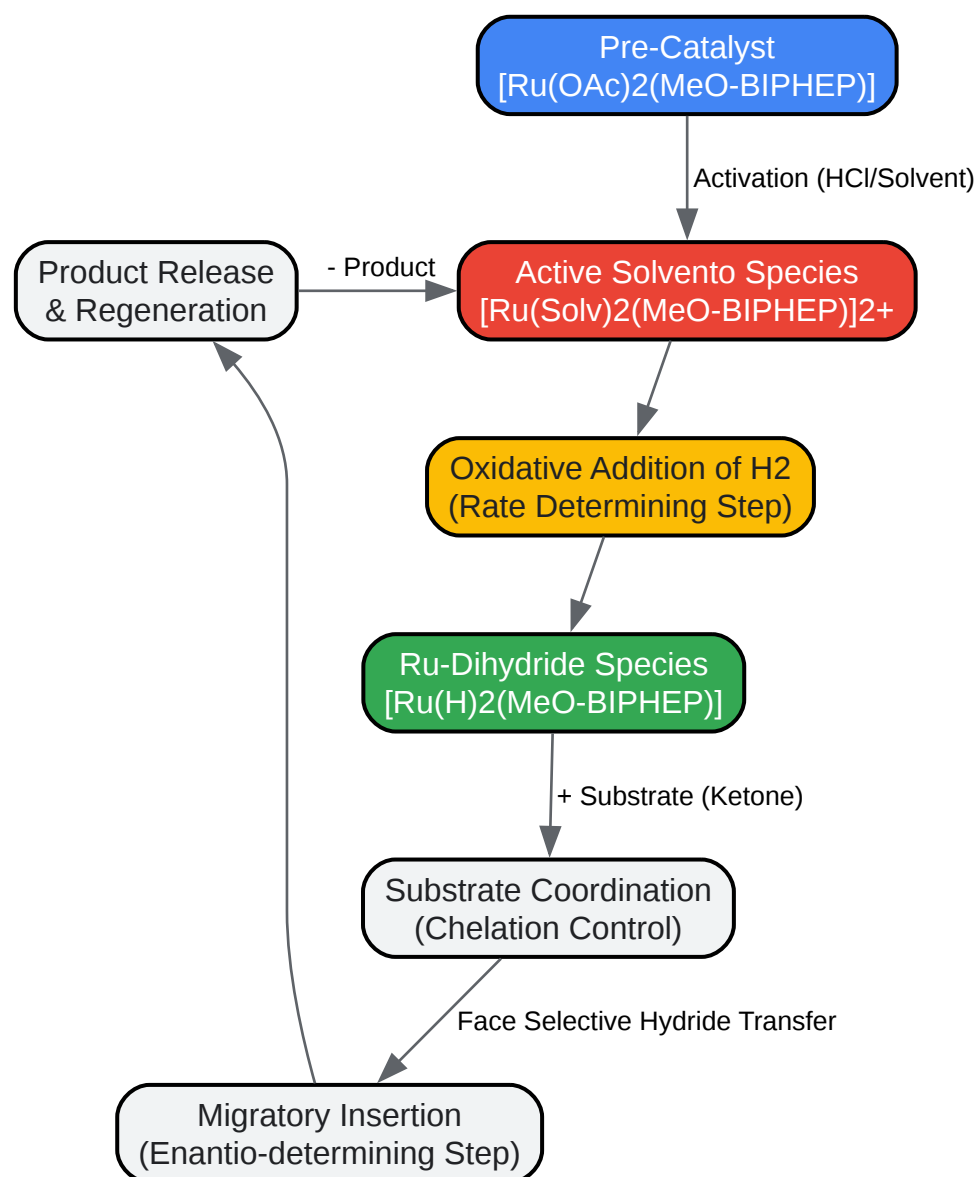 Pre-Catalyst
[Ru(OAc)2(MeO-BIPHEP)]
Activation (HCl/Solvent)
Product Release
& Regeneration
- Product
Active Solvento Species
[Ru(Solv)2(MeO-BIPHEP)]2+
Oxidative Addition of H2
(Rate Determining Step)
Ru-Dihydride Species
[Ru(H)2(MeO-BIPHEP)]
+ Substrate (Ketone)
Substrate Coordination
(Chelation Control)
Face Selective Hydride Transfer
Migratory Insertion
(Enantio-determining Step)